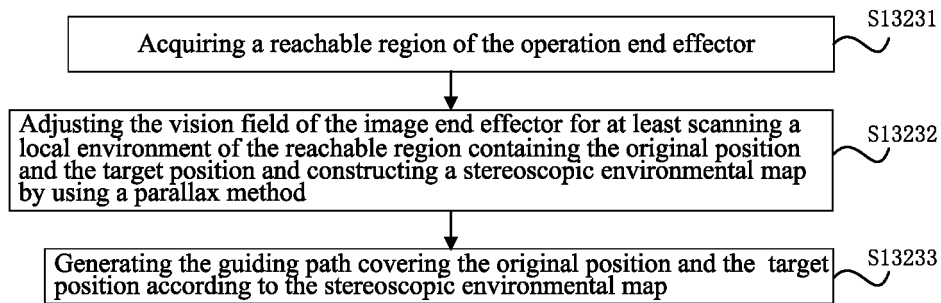 S13231
Acquiring a reachable region of the operation end effector
S13232
Adjusting the vision field of the image end effector for at least scanning a
local environment of the reachable region containing the original position
and the target position and constructing a stereoscopic environmental map
by using a parallax method
S13233
Generating the guiding path covering the original position and the target
position according to the stereoscopic environmental map